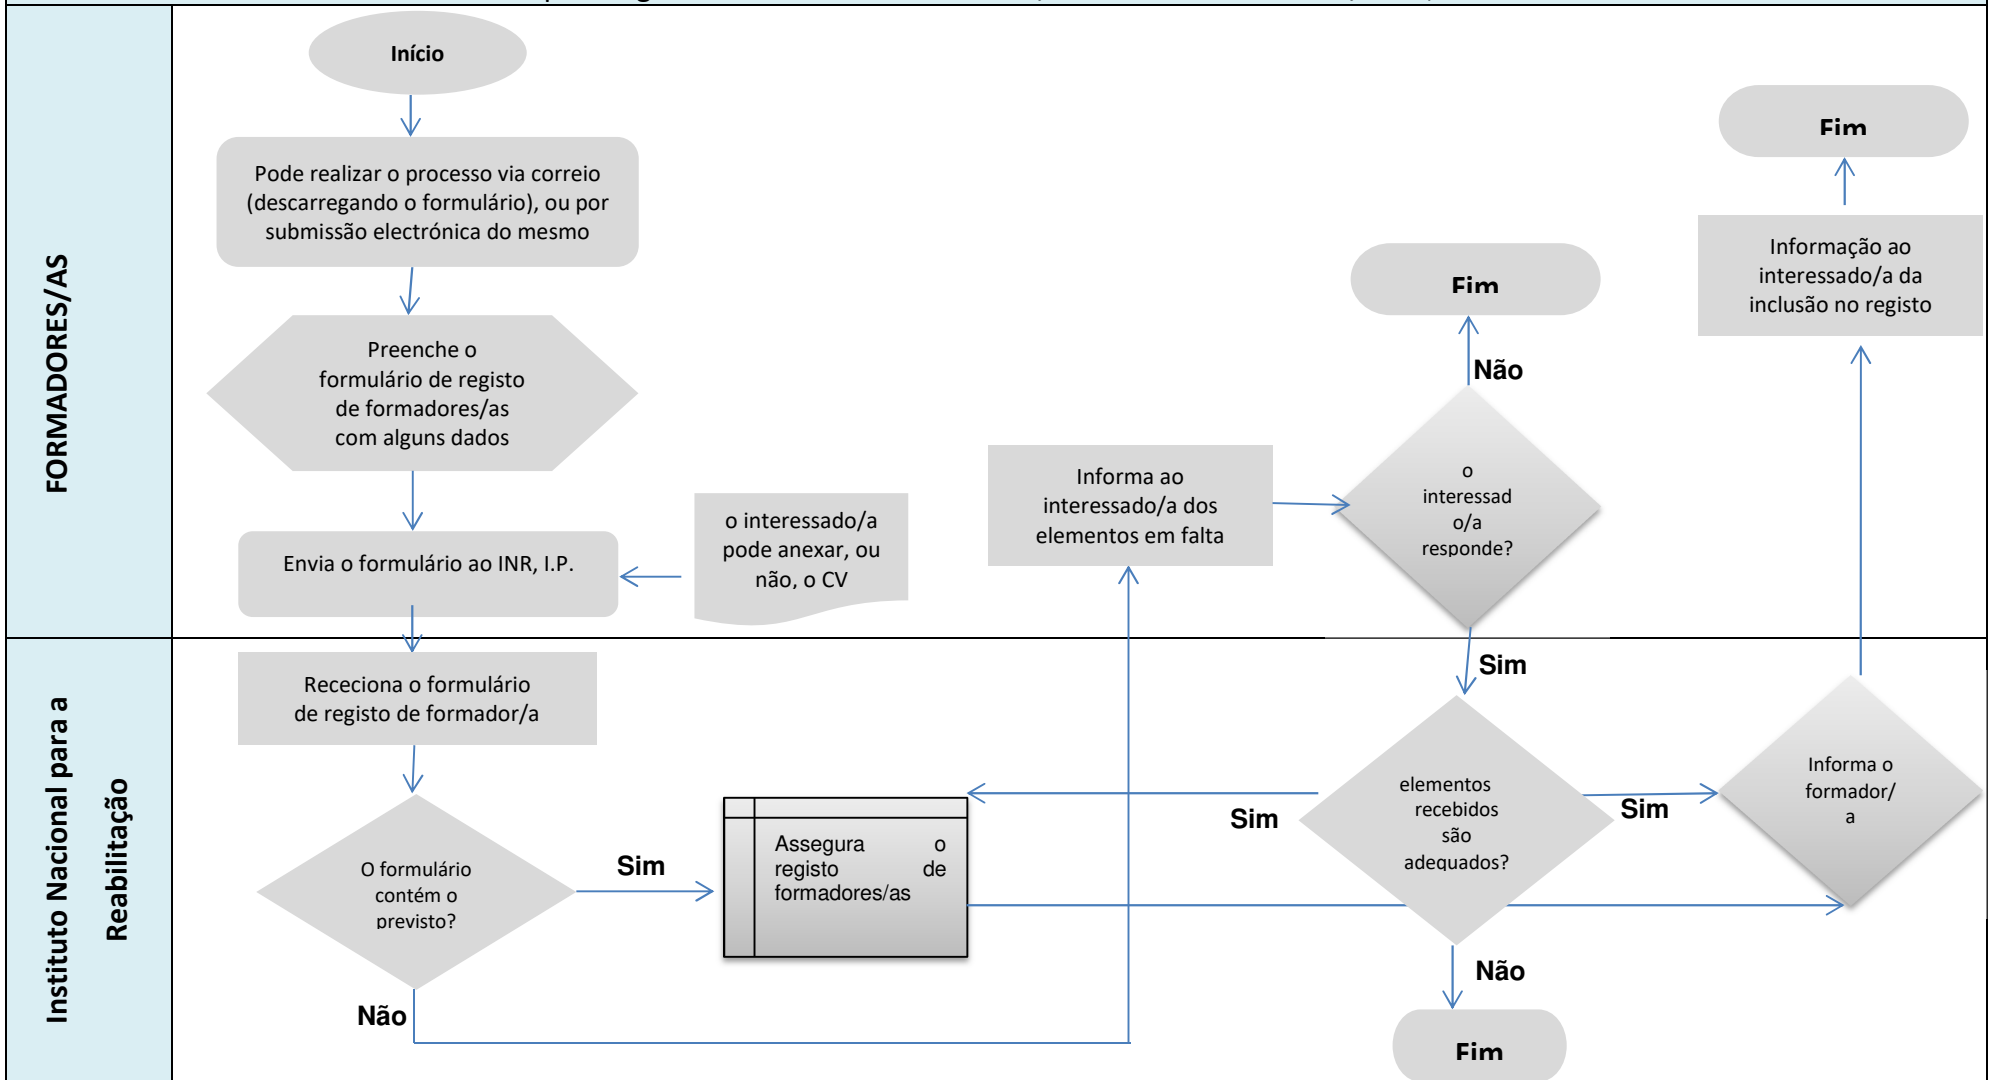 FORMADORES/AS
Início
Pode realizar o processo via correio
(descarregando o formulário), ou por
submissão electrónica do mesmo
Preenche o
formulário de registo
de formadores/as
com alguns dados
Envia o formulário ao INR, I.P.
o interessado/a
pode anexar, ou
não, o CV
Informa ao
interessado/a dos
elementos em falta
o
interessad
o/a
responde?
Não
Fim
Sim
Informação ao
interessado/a da
inclusão no registo
Fim
Instituto Nacional para a
Reabilitação
Receciona o formulário
de registo de formador/a
O formulário
contém o
previsto?
Sim
Não
Assegura o
registo de
formadores/as
Sim
elementos
recebidos
são
adequados?
Sim
Não
Fim
Informa o
formador/
a